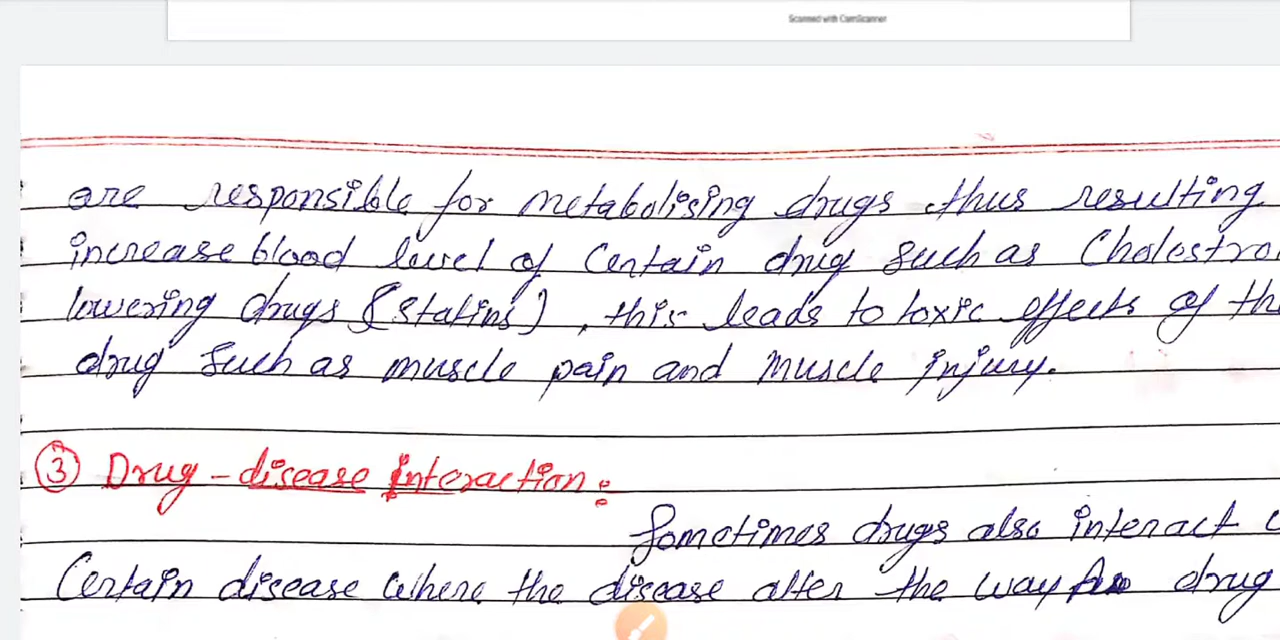 Scanned with CamScanner
are responsible for metabolising drugs thus resulting
increase blood level of Certain drug such as Cholestro
lowering drugs (statins), this leads to toxic effects of th
drug such as muscle pain and muscle injury.
③ Drug-disease interaction:
Sometimes drugs also interact
Certain disease where the disease alter the way drug